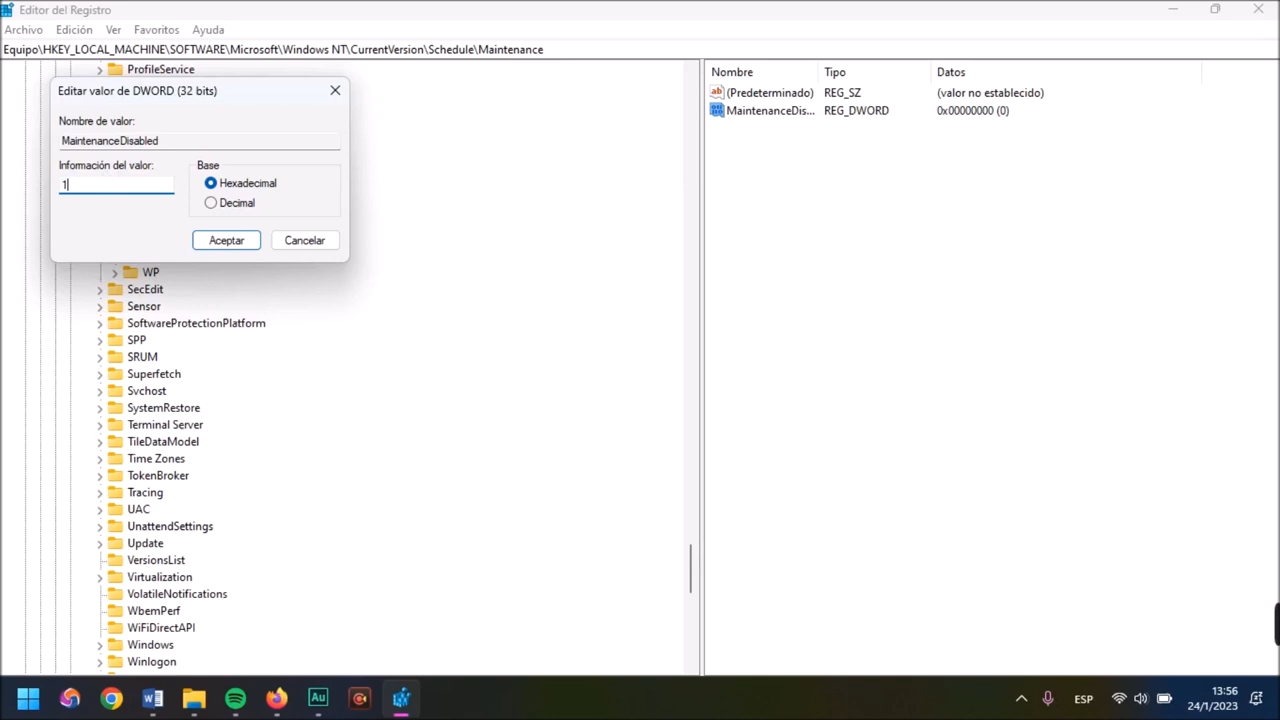 Editor del Registro
Archivo Edición Ver Favoritos Ayuda
Equipo\HKEY_LOCAL_MACHINE\SOFTWARE\Microsoft\Windows NT\CurrentVersion\Schedule\Maintenance
ProfileService
Editar valor de DWORD (32 bits)
Nombre de valor:
MaintenanceDisabled
Información del valor:
1
Base
Hexadecimal
Decimal
Aceptar Cancelar
WP
SecEdit
Sensor
SoftwareProtectionPlatform
SPP
SRUM
Superfetch
Svchost
SystemRestore
Terminal Server
TileDataModel
Time Zones
TokenBroker
Tracing
UAC
UnattendSettings
Update
VersionsList
Virtualization
VolatileNotifications
WbemPerf
WiFiDirectAPI
Windows
Winlogon
Nombre Tipo Datos
ab (Predeterminado) REG_SZ (valor no establecido)
MaintenanceDis... REG_DWORD 0x00000000 (0)
W Au C
ESP
13:56
24/1/2023